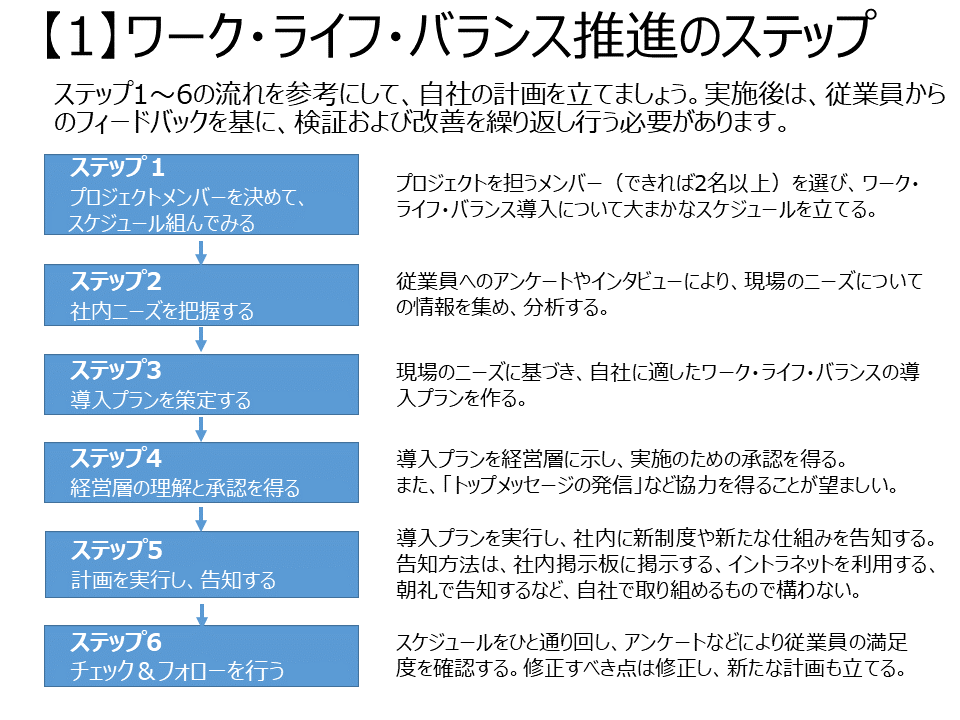 【1】ワーク・ライフ・バランス推進のステップ
ステップ1～6の流れを参考にして、自社の計画を立てましょう。実施後は、従業員から
のフィードバックを基に、検証および改善を繰り返し行う必要があります。
ステップ１
プロジェクトメンバーを決めて、
スケジュール組んでみる
プロジェクトを担うメンバー（できれば2名以上）を選び、ワーク・
ライフ・バランス導入について大まかなスケジュールを立てる。
ステップ2
社内ニーズを把握する
従業員へのアンケートやインタビューにより、現場のニーズについて
の情報を集め、分析する。
ステップ3
導入プランを策定する
現場のニーズに基づき、自社に適したワーク・ライフ・バランスの導
入プランを作る。
ステップ4
経営層の理解と承認を得る
導入プランを経営層に示し、実施のための承認を得る。
また、「トップメッセージの発信」など協力を得ることが望ましい。
ステップ5
計画を実行し、告知する
導入プランを実行し、社内に新制度や新たな仕組みを告知する。
告知方法は、社内掲示板に掲示する、イントラネットを利用する、
朝礼で告知するなど、自社で取り組めるもので構わない。
ステップ6
チェック＆フォローを行う
スケジュールをひと通り回し、アンケートなどにより従業員の満足
度を確認する。修正すべき点は修正し、新たな計画も立てる。